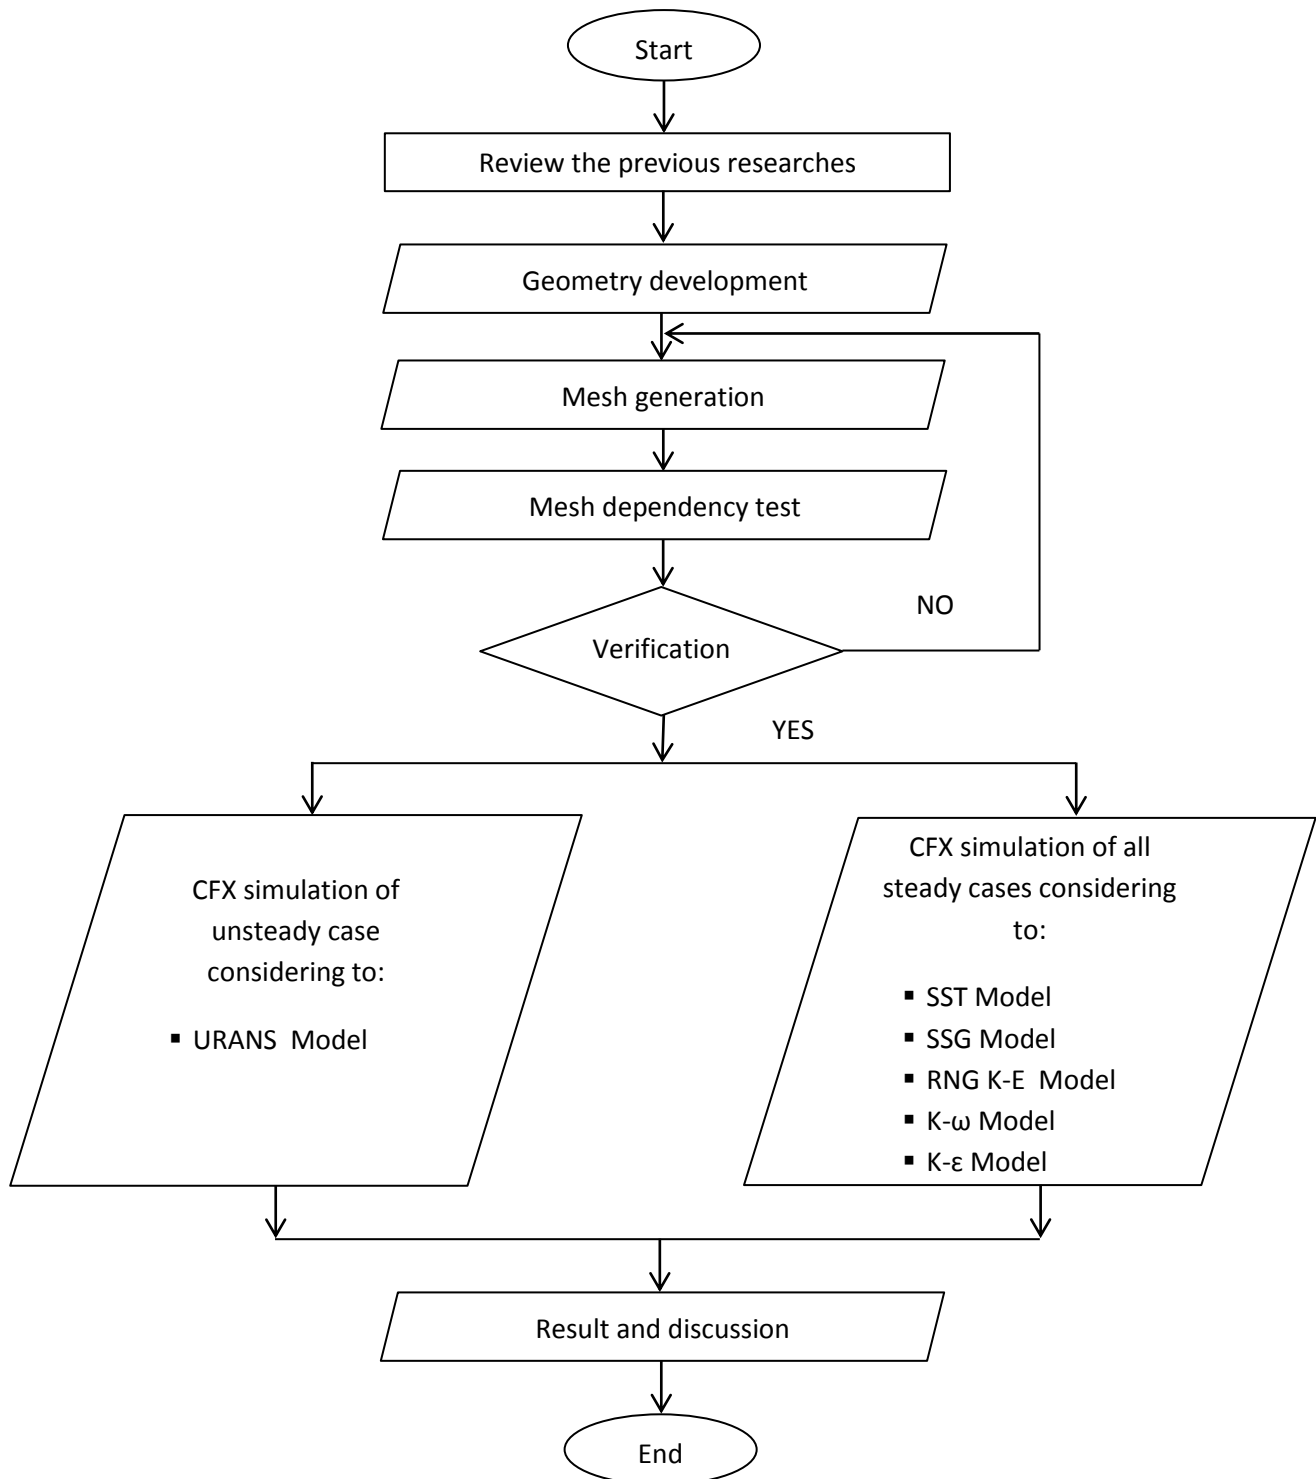 Start
Review the previous researches
Geometry development
Mesh generation
Mesh dependency test
NO
Verification
YES
CFX simulation of
unsteady case
considering to:
▪ URANS  Model
CFX simulation of all
steady cases considering
to:
▪ SST Model
▪ SSG Model
▪ RNG K-E  Model
▪ K-ω Model
▪ K-ε Model
Result and discussion
End